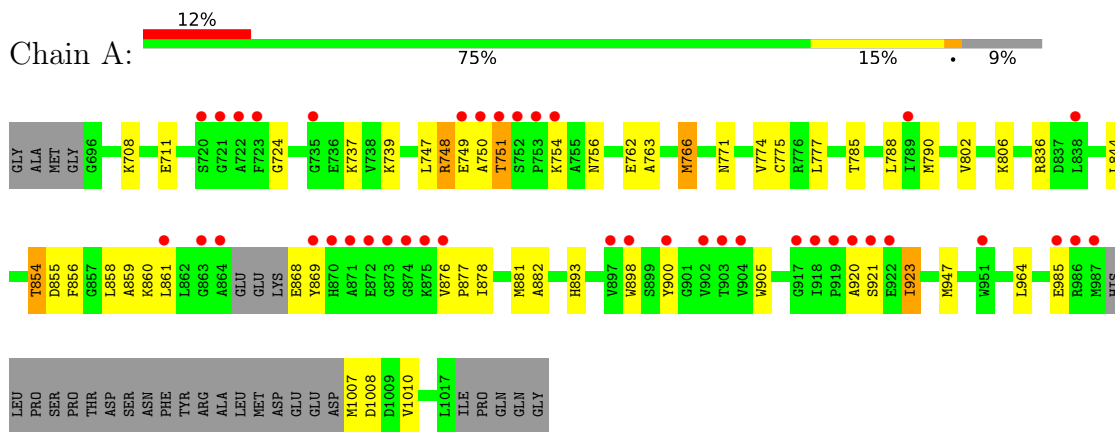 12%
Chain A:
75% 15% • 9%
GLY ALA MET GLY G696 K708 E711 S720 G721 A722 F723 G724 G735 E736 K737 V738 K739 L747 R748 E749 A750 T751 S752 P753 K754 A755 N756 E762 A763 M766 N771 V774 C775 R776 L777 T785 L788 I789 M790 V802 K806 R836 D837 L838 L844
T854 D855 F856 G857 L858 A859 K860 L861 L862 G863 A864 GLU GLU LYS E868 Y869 H870 A871 E872 G873 G874 K875 V876 P877 I878 M881 A882 H893 V897 W898 S899 Y900 G901 V902 T903 V904 W905 G917 I918 P919 A920 S921 E922 I923 M947 W951 L964 E985 R986 M987 HIS
LEU PRO SER PRO THR ASP SER ASN PHE TYR ARG ALA LEU MET ASP GLU GLU ASP M1007 D1008 D1009 V1010 L1017 ILE PRO GLN GLN GLY